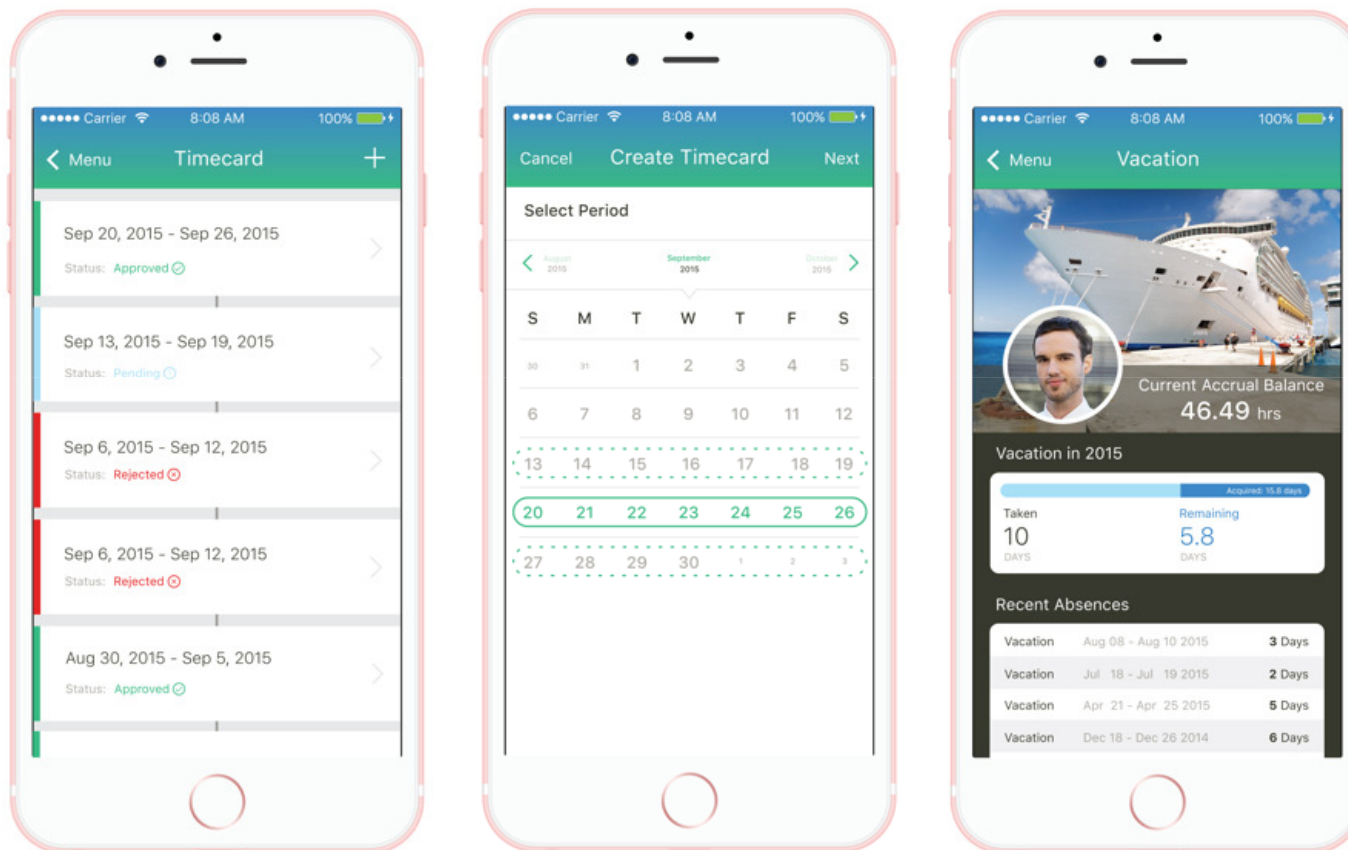 Carrier 8:08 AM 100%
Menu Timecard +
Sep 20, 2015 - Sep 26, 2015
Status: Approved
Sep 13, 2015 - Sep 19, 2015
Status: Pending
Sep 6, 2015 - Sep 12, 2015
Status: Rejected
Sep 6, 2015 - Sep 12, 2015
Status: Rejected
Aug 30, 2015 - Sep 5, 2015
Status: Approved
Carrier 8:08 AM 100%
Cancel Create Timecard Next
Select Period
August September October
2015 2015 2015
S M T W T F S
30 31 1 2 3 4 5
6 7 8 9 10 11 12
13 14 15 16 17 18 19
20 21 22 23 24 25 26
27 28 29 30 1 2 3
Carrier 8:08 AM 100%
Menu Vacation
Current Accrual Balance
46.49 hrs
Vacation in 2015
Acquired: 15.8 days
Taken Remaining
10 5.8
DAYS DAYS
Recent Absences
Vacation Aug 08 - Aug 10 2015 3 Days
Vacation Jul 18 - Jul 19 2015 2 Days
Vacation Apr 21 - Apr 25 2015 5 Days
Vacation Dec 18 - Dec 26 2014 6 Days